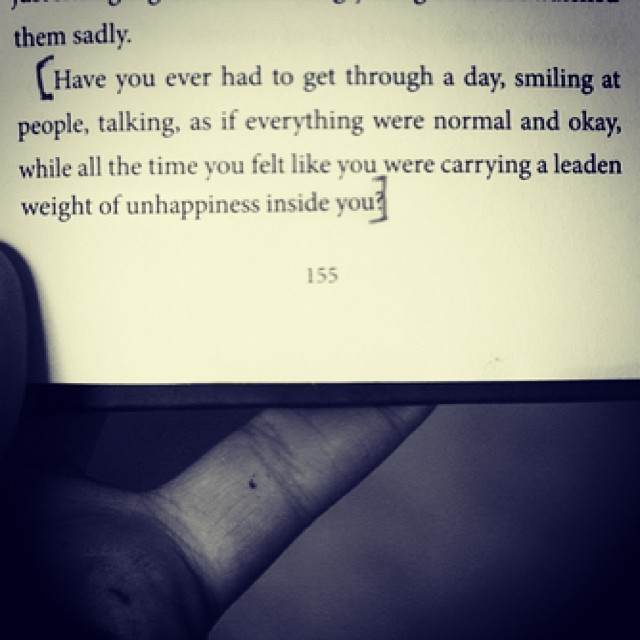 them sadly.
[Have you ever had to get through a day, smiling at
people, talking, as if everything were normal and okay,
while all the time you felt like you were carrying a leaden
weight of unhappiness inside you?]
155